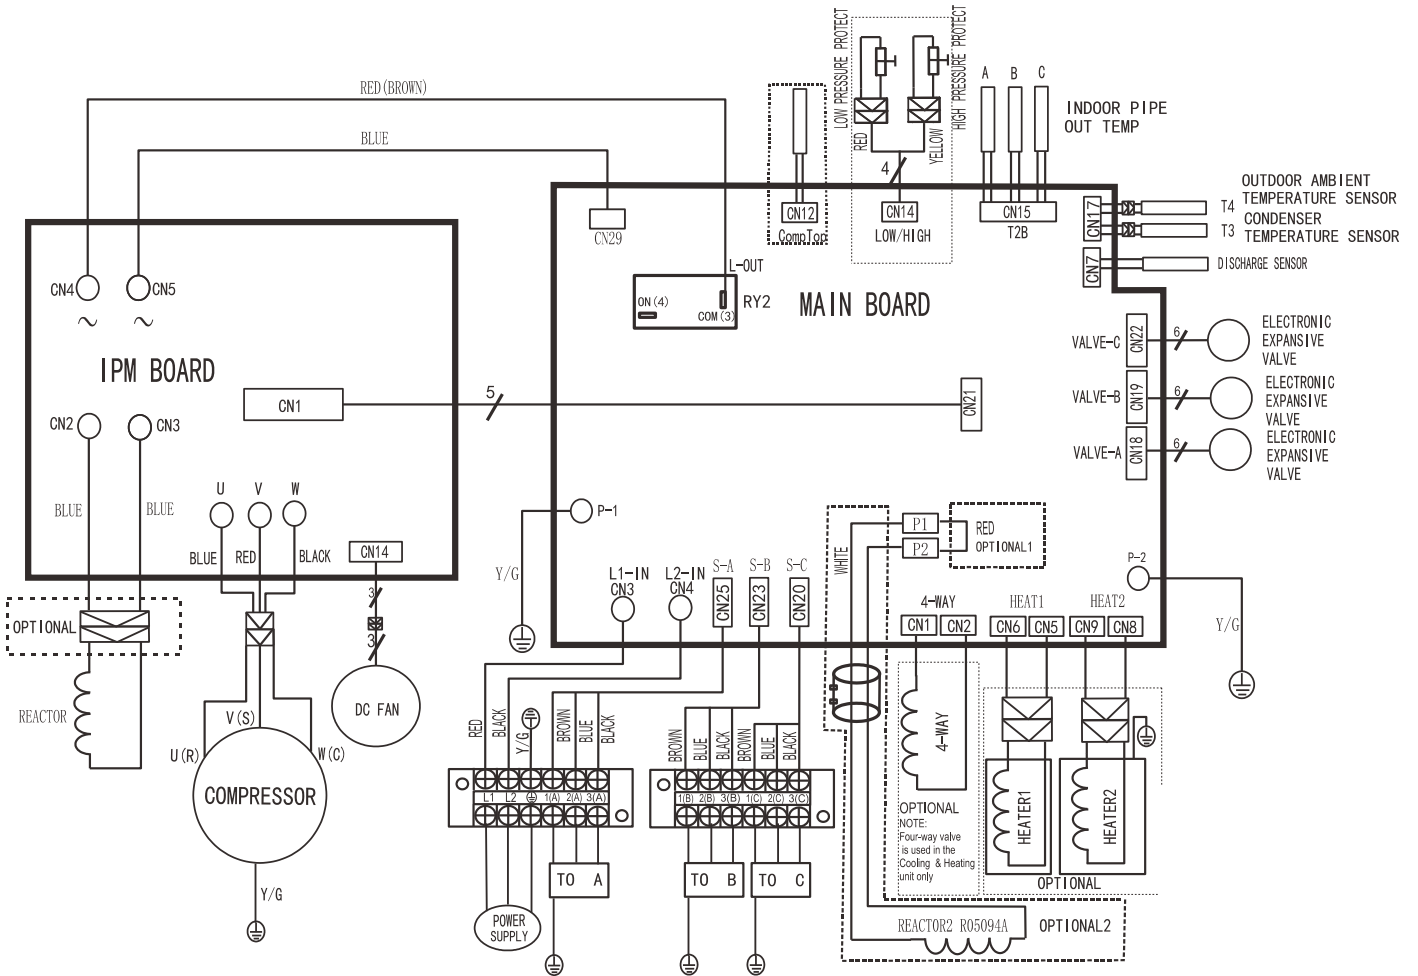 RED(BROWN)
BLUE
LOW PRESSURE PROTECT
HIGH PRESSURE PROTECT
RED
YELLOW
4
A B C
INDOOR PIPE
OUT TEMP
OUTDOOR AMBIENT
TEMPERATURE SENSOR
T4
CONDENSER
TEMPERATURE SENSOR
T3
DISCHARGE SENSOR
CN12
CompTop
CN14
LOW/HIGH
CN15
T2B
CN17
CN7
CN29
L-OUT
ON(4)
COM(3)
RY2
MAIN BOARD
CN4
CN5
~
~
IPM BOARD
CN1
5
CN21
CN2
CN3
BLUE
BLUE
U V W
BLUE
RED
BLACK
CN14
VALVE-C
CN22
6
ELECTRONIC
EXPANSIVE
VALVE
VALVE-B
CN19
6
ELECTRONIC
EXPANSIVE
VALVE
VALVE-A
CN18
6
ELECTRONIC
EXPANSIVE
VALVE
P-1
Y/G
L1-IN
CN3
L2-IN
CN4
S-A
CN25
S-B
CN23
S-C
CN20
WHITE
P1
P2
RED
OPTIONAL1
P-2
Y/G
4-WAY
CN1
CN2
HEAT1
CN6
CN5
HEAT2
CN9
CN8
OPTIONAL
REACTOR
3
3
DC FAN
V(S)
U(R)
W(C)
COMPRESSOR
Y/G
RED
BLACK
Y/G
BROWN
BLUE
BLACK
L1 L2 1(A) 2(A) 3(A)
BROWN
BLUE
BLACK
BROWN
BLUE
BLACK
1(B) 2(B) 3(B) 1(C) 2(C) 3(C)
TO A
TO B
TO C
POWER
SUPPLY
4-WAY
OPTIONAL
NOTE:
Four-way valve
is used in the
Cooling & Heating
unit only
HEATER1
HEATER2
OPTIONAL
REACTOR2 R05094A
OPTIONAL2